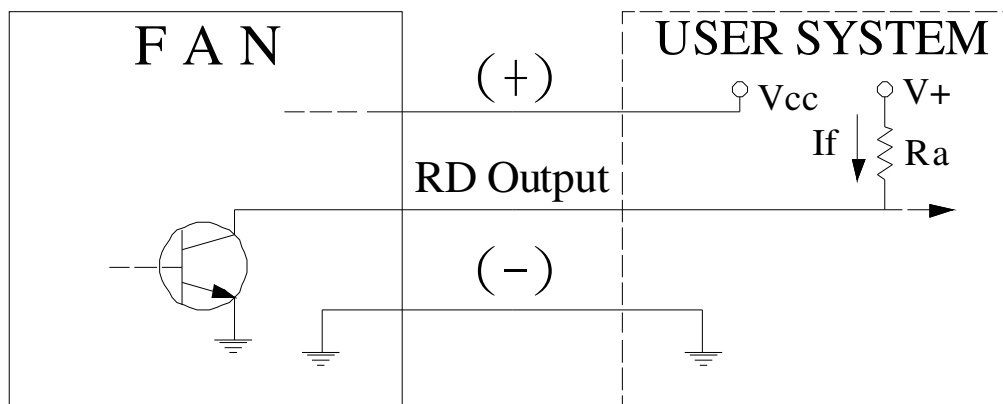 F A N
USER SYSTEM
(+)
Vcc
V+
If
Ra
RD Output
(-)